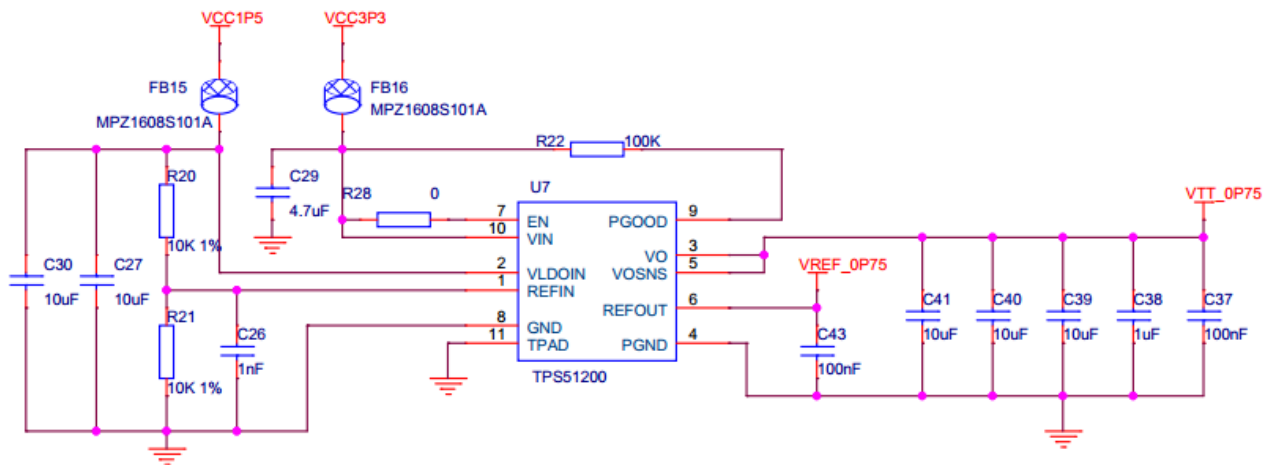 VCC1P5
VCC3P3
FB15
MPZ1608S101A
FB16
MPZ1608S101A
R22
100K
R20
10K 1%
C29
4.7uF
R28
0
U7
7
EN
10
VIN
2
VLDOIN
1
REFIN
8
GND
11
TPAD
PGOOD
9
VO
3
VOSNS
5
REFOUT
6
PGND
4
TPS51200
VTT_0P75
VREF_0P75
C30
10uF
C27
10uF
R21
10K 1%
C26
1nF
C43
100nF
C41
10uF
C40
10uF
C39
10uF
C38
1uF
C37
100nF